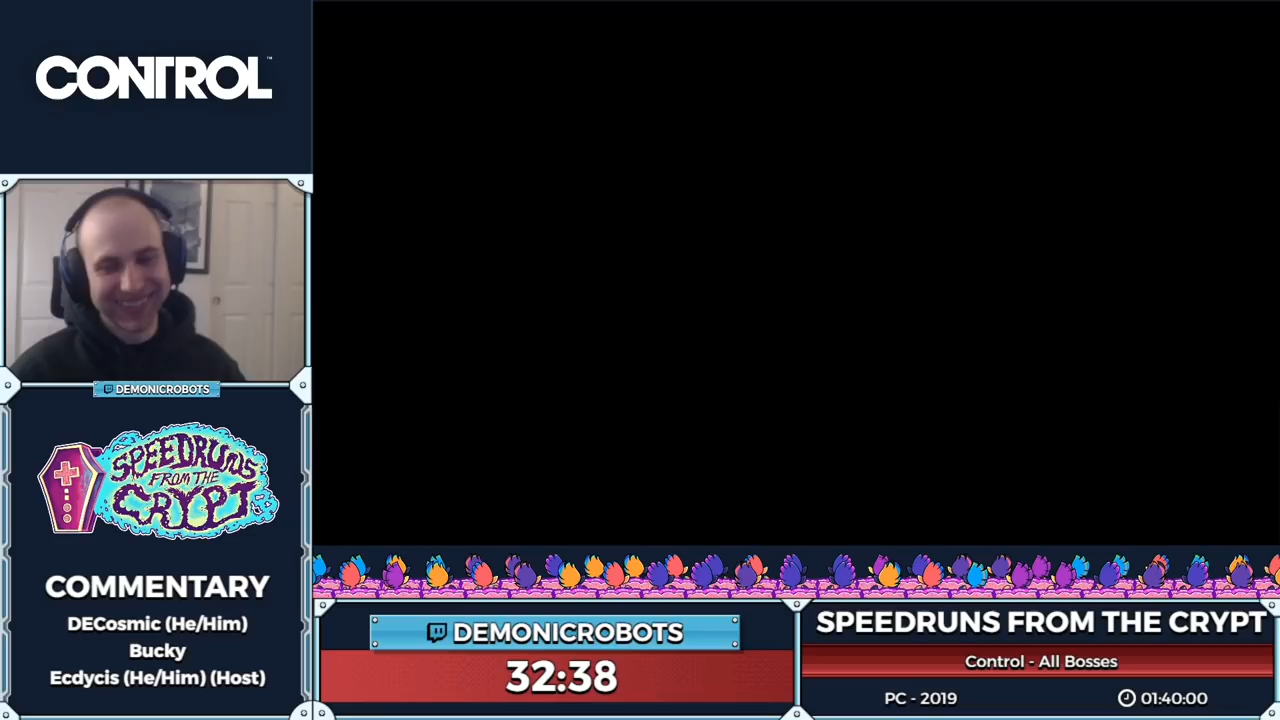 CONTROL™
DEMONICROBOTS
SPEEDRUNS
FROM THE
CRYPT
COMMENTARY
DECosmic (He/Him)
Bucky
Ecdycis (He/Him) (Host)
DEMONICROBOTS
32:38
SPEEDRUNS FROM THE CRYPT
Control - All Bosses
PC - 2019
01:40:00